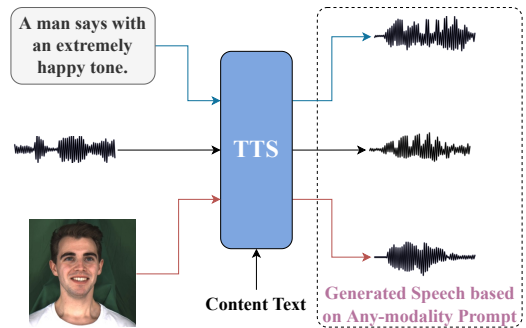 A man says with
an extremely
happy tone.
TTS
Content Text
Generated Speech based
on Any-modality Prompt